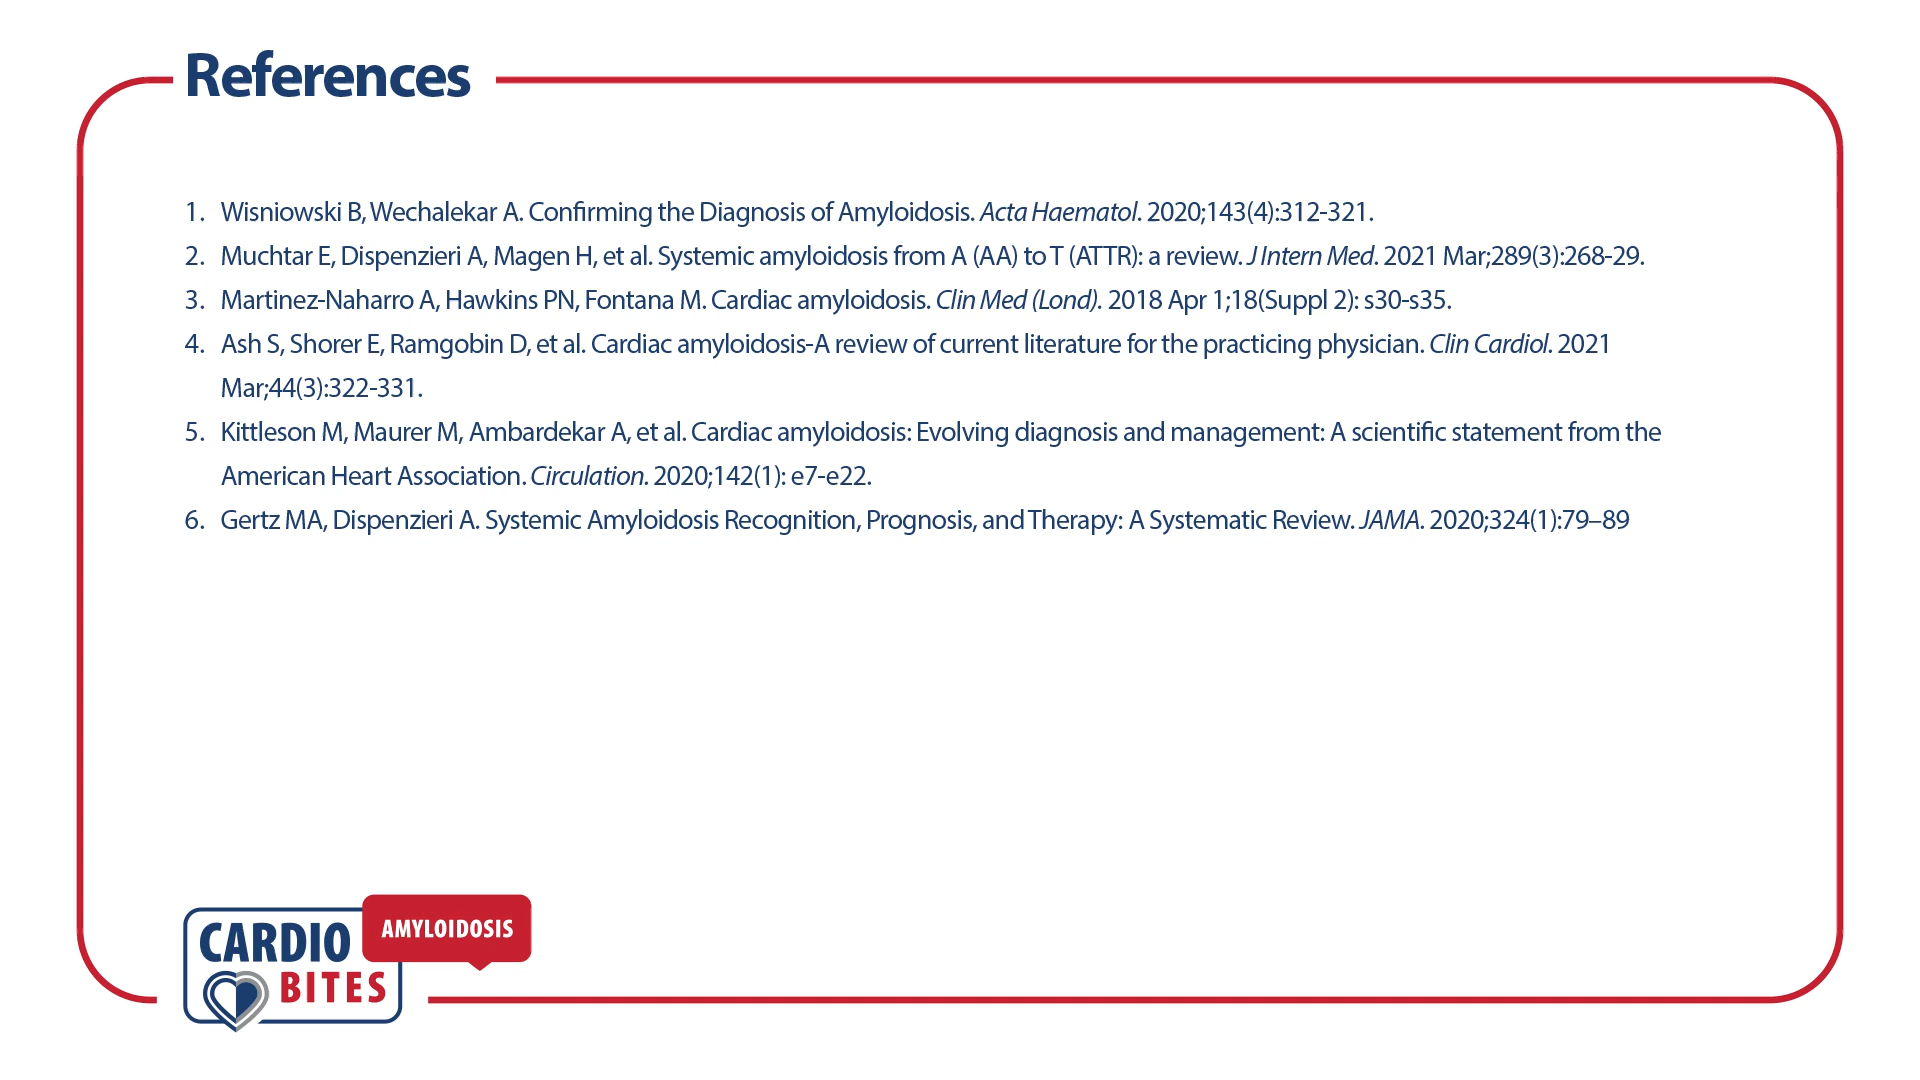 References
1. Wisniowski B, Wechalekar A. Confirming the Diagnosis of Amyloidosis. Acta Haematol. 2020;143(4):312-321.
2. Muchtar E, Dispenzieri A, Magen H, et al. Systemic amyloidosis from A (AA) to T (ATTR): a review. J Intern Med. 2021 Mar;289(3):268-29.
3. Martinez-Naharro A, Hawkins PN, Fontana M. Cardiac amyloidosis. Clin Med (Lond). 2018 Apr 1;18(Suppl 2): s30-s35.
4. Ash S, Shorer E, Ramgobin D, et al. Cardiac amyloidosis-A review of current literature for the practicing physician. Clin Cardiol. 2021
Mar;44(3):322-331.
5. Kittleson M, Maurer M, Ambardekar A, et al. Cardiac amyloidosis: Evolving diagnosis and management: A scientific statement from the
American Heart Association. Circulation. 2020;142(1): e7-e22.
6. Gertz MA, Dispenzieri A. Systemic Amyloidosis Recognition, Prognosis, and Therapy: A Systematic Review. JAMA. 2020;324(1):79–89
CARDIO
BITES
AMYLOIDOSIS